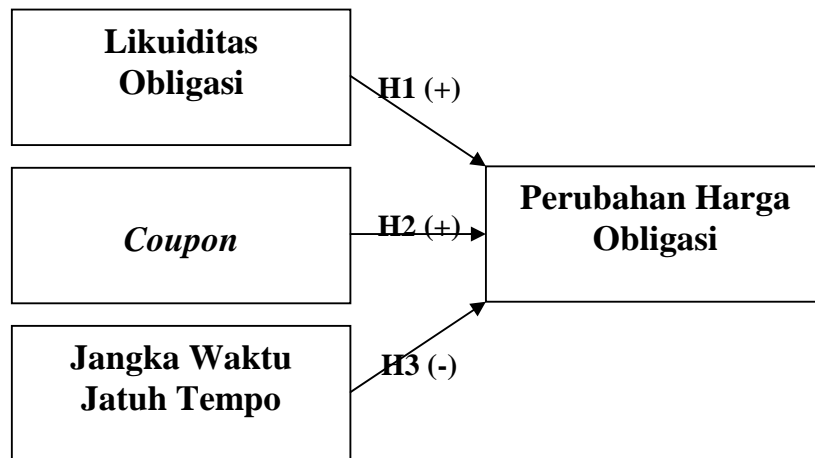 Likuiditas
Obligasi
H1 (+)
Coupon
H2 (+)
Perubahan Harga
Obligasi
Jangka Waktu
Jatuh Tempo
H3 (-)